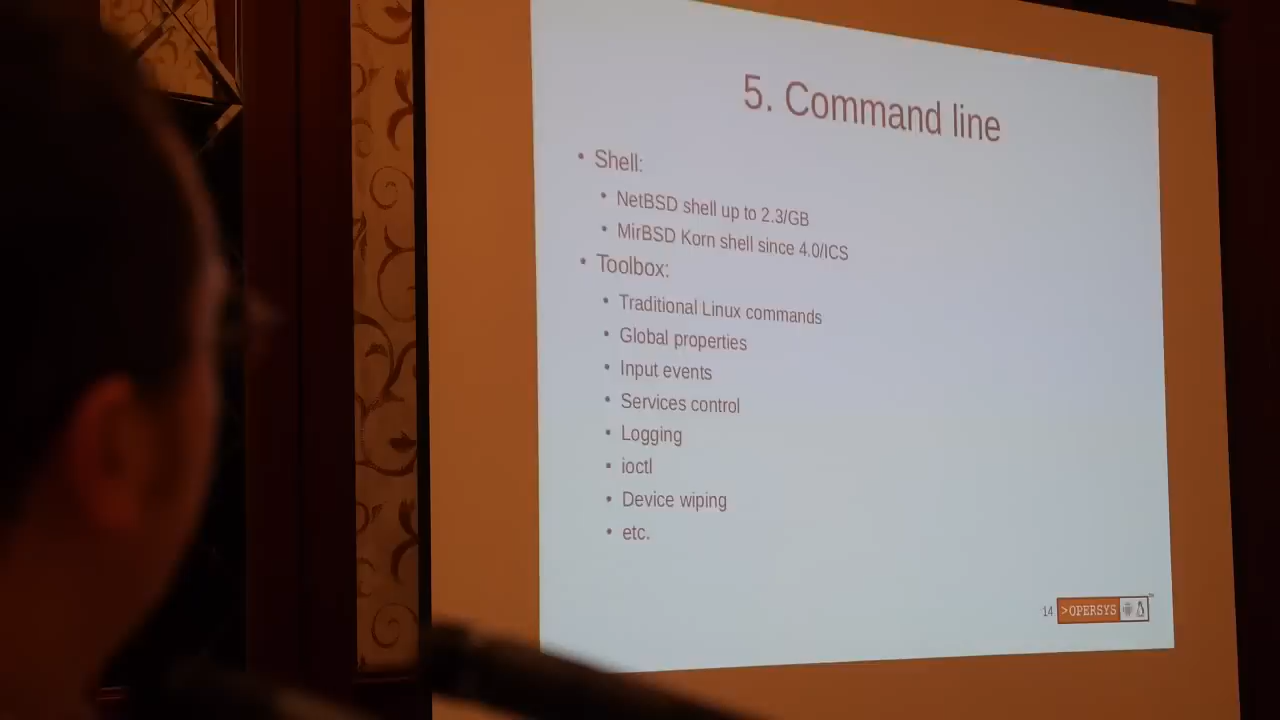 5. Command line
• Shell:
• NetBSD shell up to 2.3/GB
• MirBSD Korn shell since 4.0/ICS
• Toolbox:
• Traditional Linux commands
• Global properties
• Input events
• Services control
• Logging
• ioctl
• Device wiping
• etc.
14 >OPERSYS